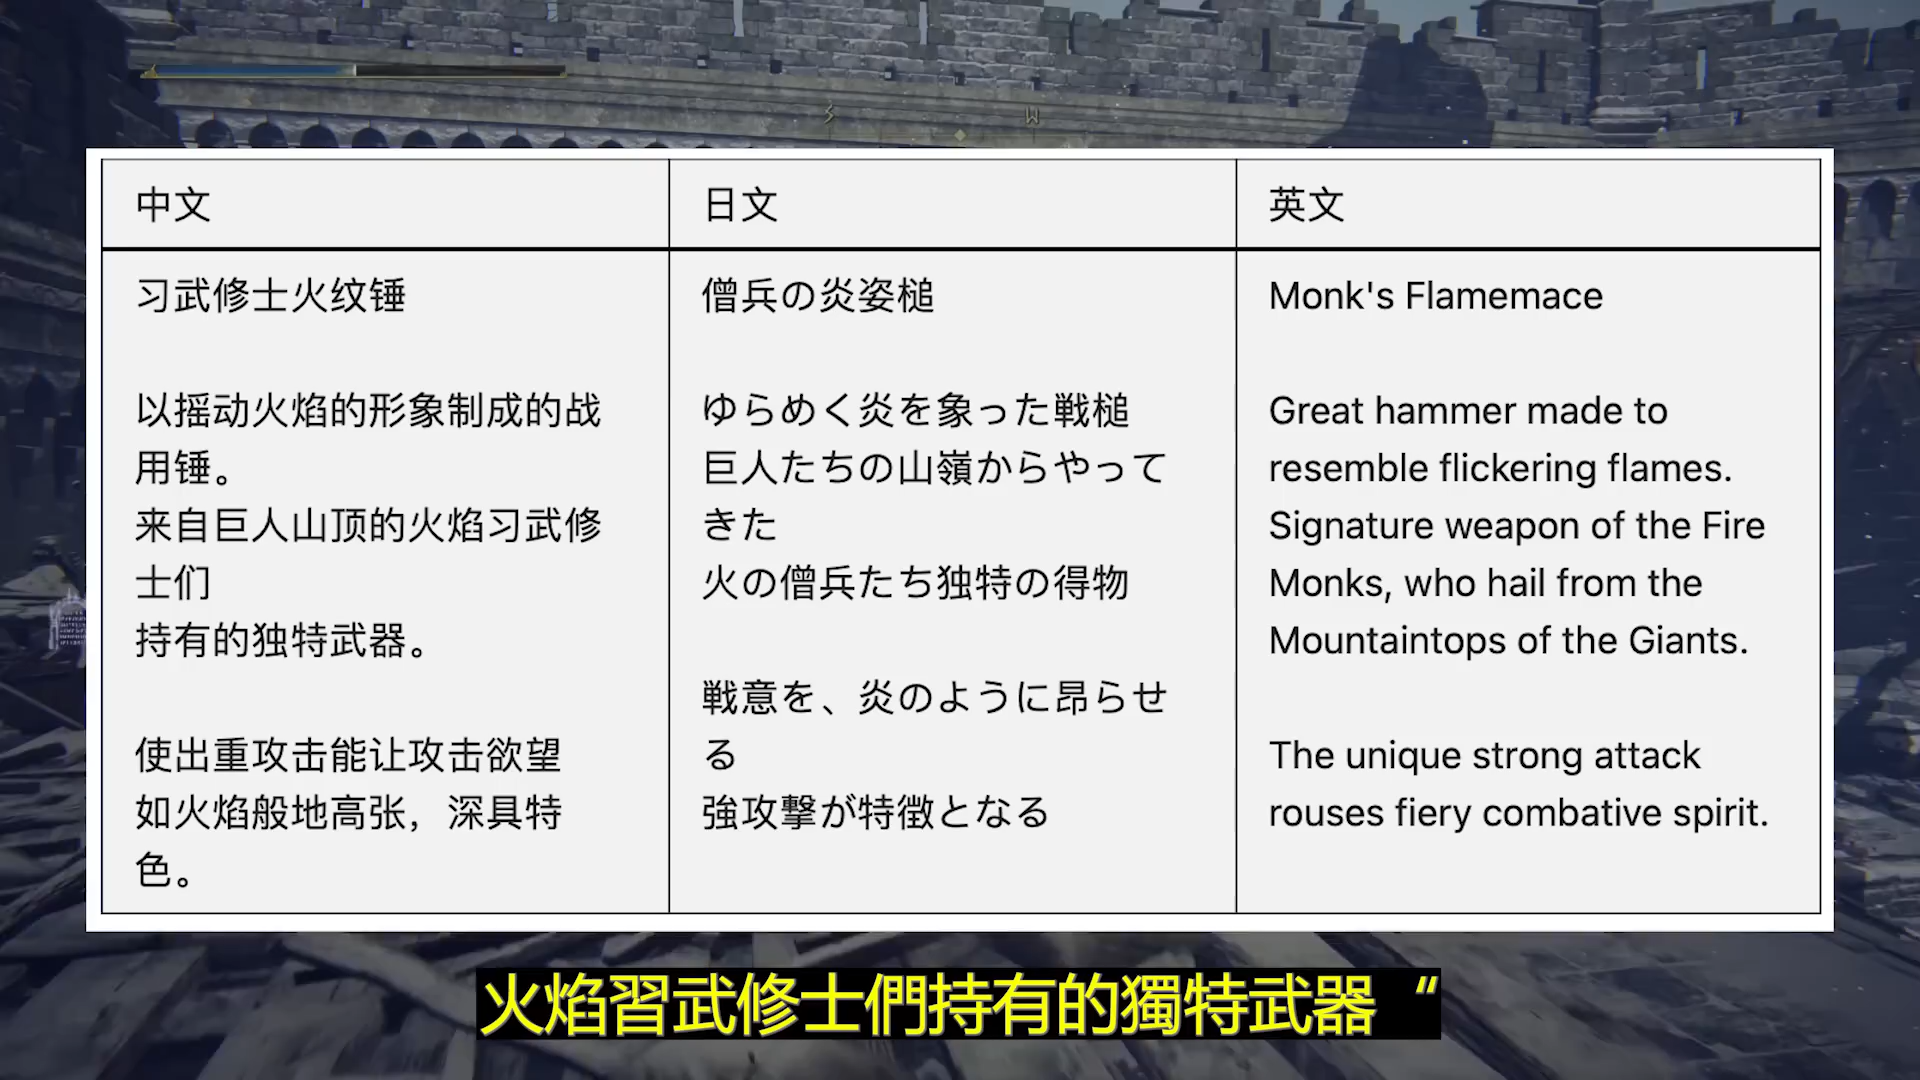 S
W
中文
日文
英文
习武修士火纹锤
以摇动火焰的形象制成的战
用锤。
来自巨人山顶的火焰习武修
士们
持有的独特武器。
使出重攻击能让攻击欲望
如火焰般地高张，深具特
色。
僧兵の炎姿槌
ゆらめく炎を象った戦槌
巨人たちの山嶺からやって
きた
火の僧兵たち独特の得物
戦意を、炎のように昂らせ
る
強攻撃が特徴となる
Monk's Flamemace
Great hammer made to
resemble flickering flames.
Signature weapon of the Fire
Monks, who hail from the
Mountaintops of the Giants.
The unique strong attack
rouses fiery combative spirit.
火焰習武修士們持有的獨特武器“